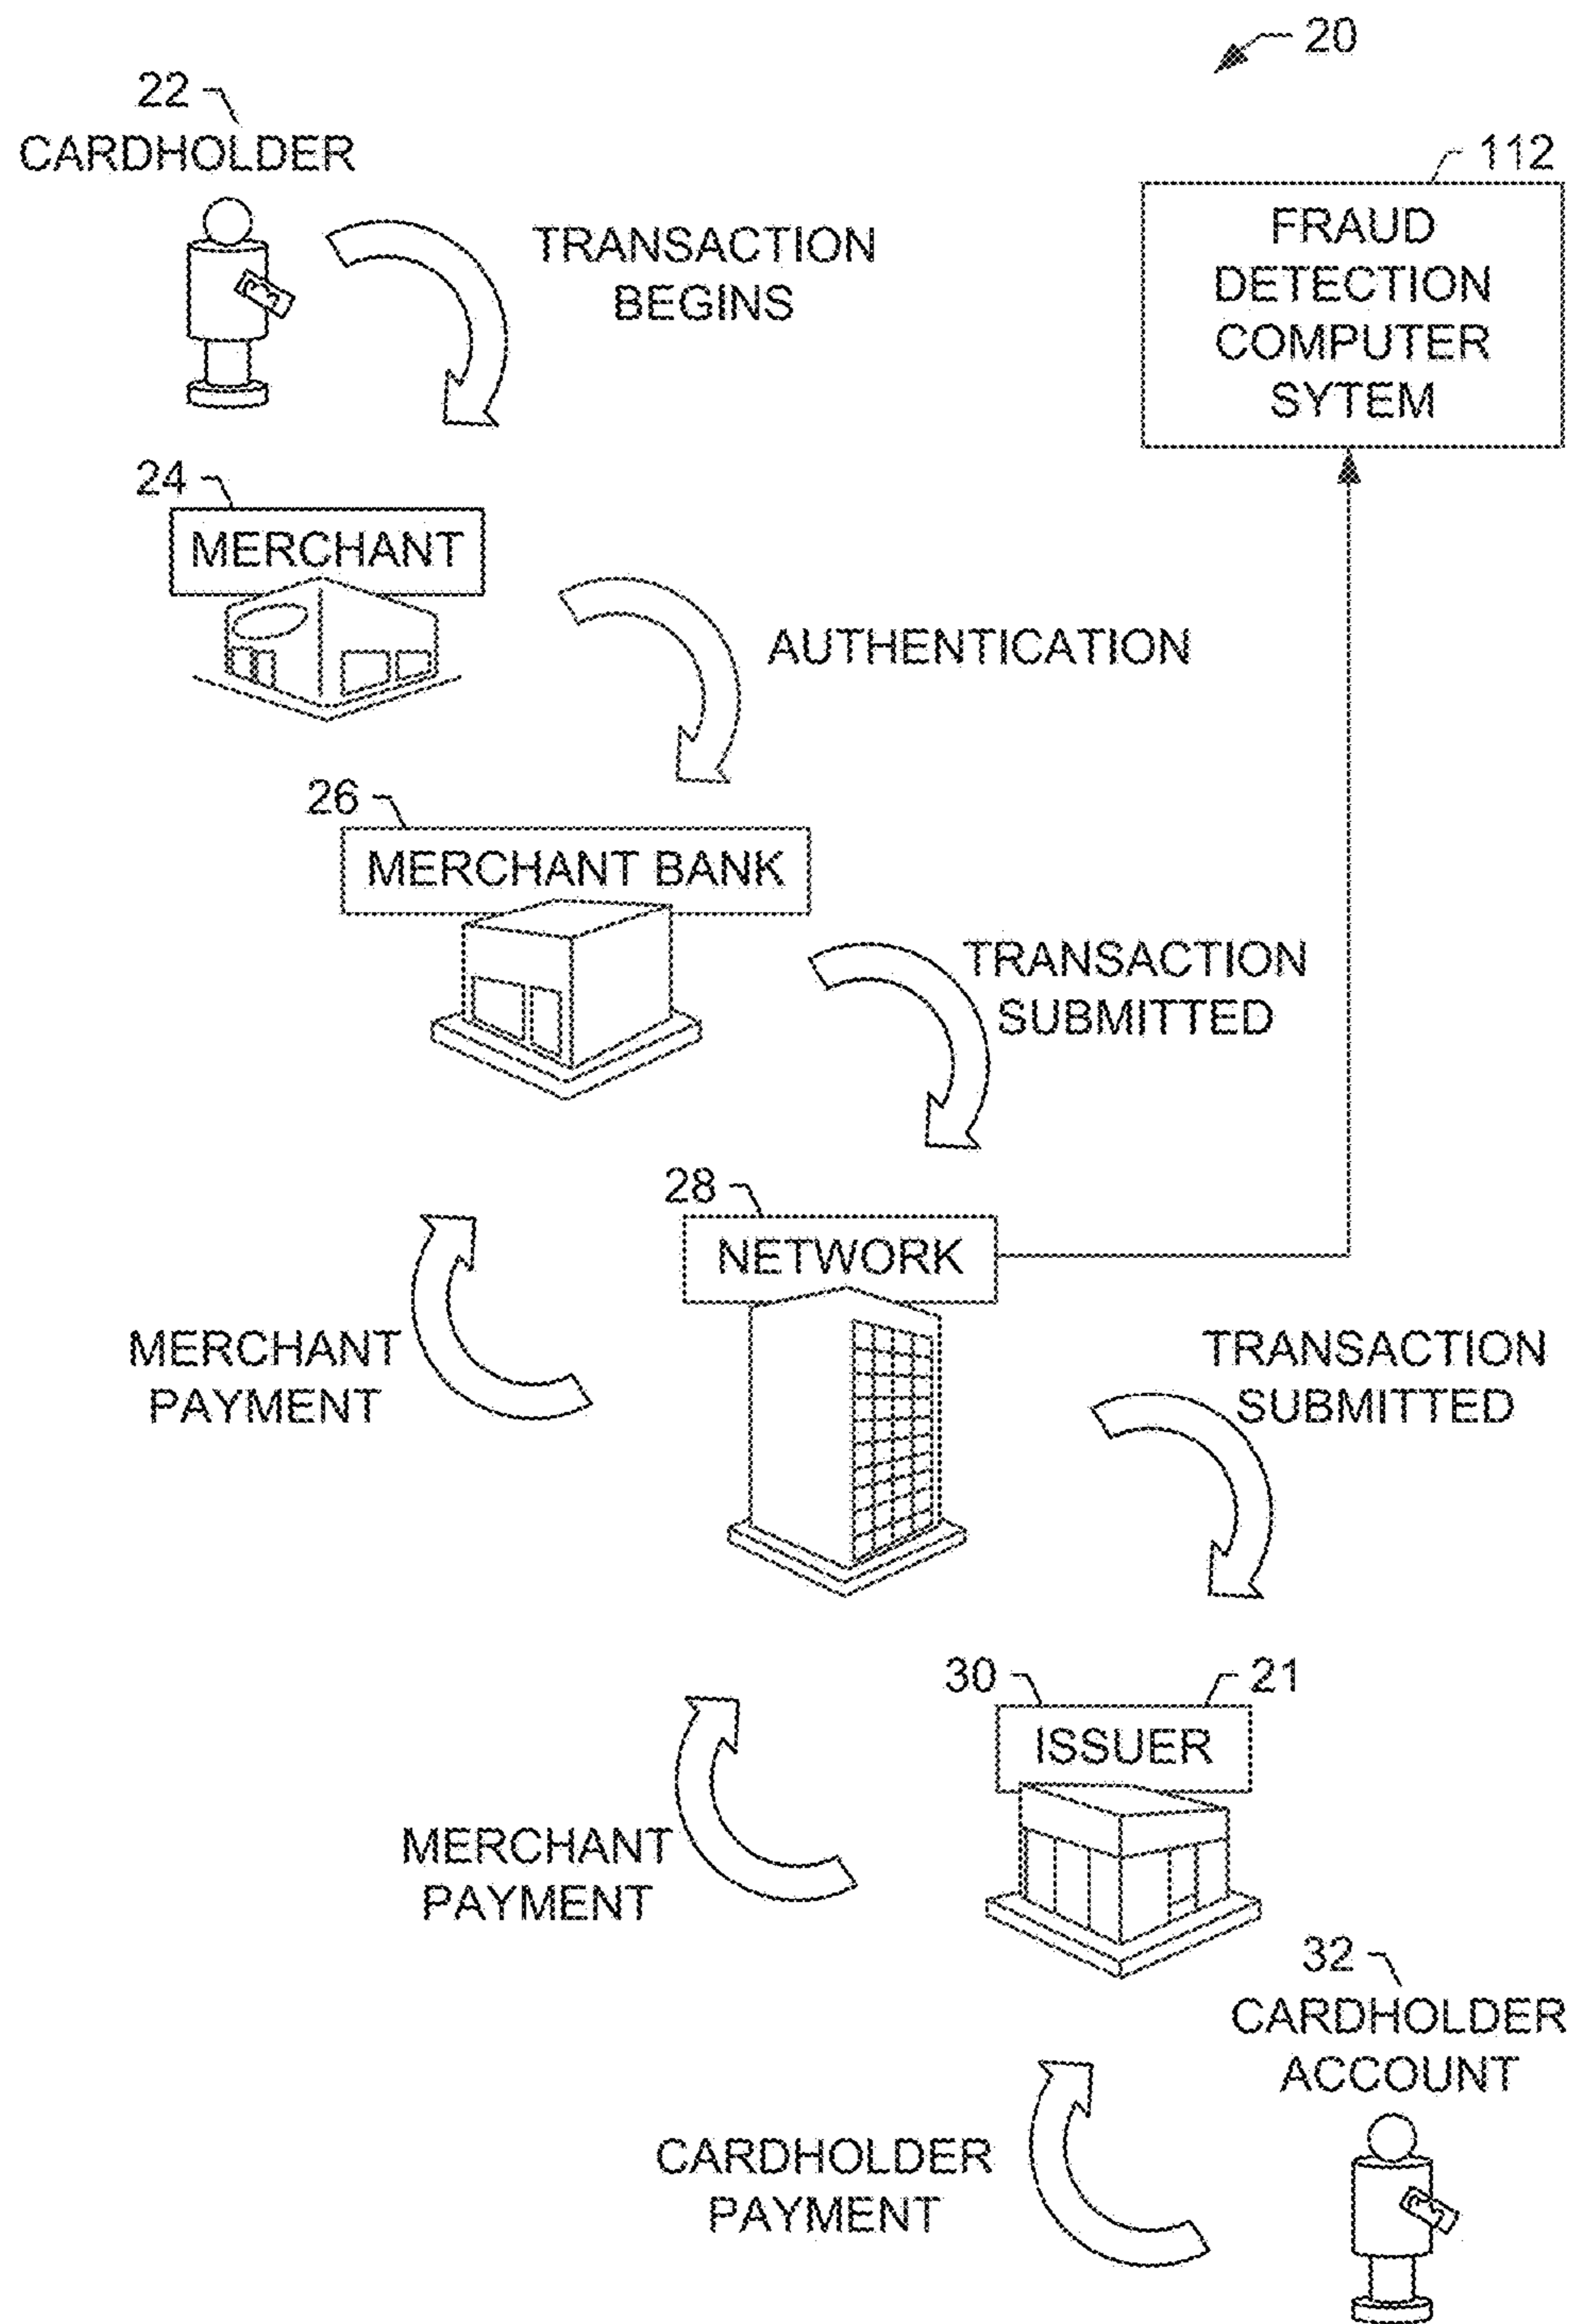 20
22
CARDHOLDER
112
FRAUD
DETECTION
COMPUTER
SYTEM
TRANSACTION
BEGINS
24
MERCHANT
AUTHENTICATION
26
MERCHANT BANK
TRANSACTION
SUBMITTED
28
NETWORK
MERCHANT
PAYMENT
TRANSACTION
SUBMITTED
30
21
ISSUER
MERCHANT
PAYMENT
32
CARDHOLDER
ACCOUNT
CARDHOLDER
PAYMENT